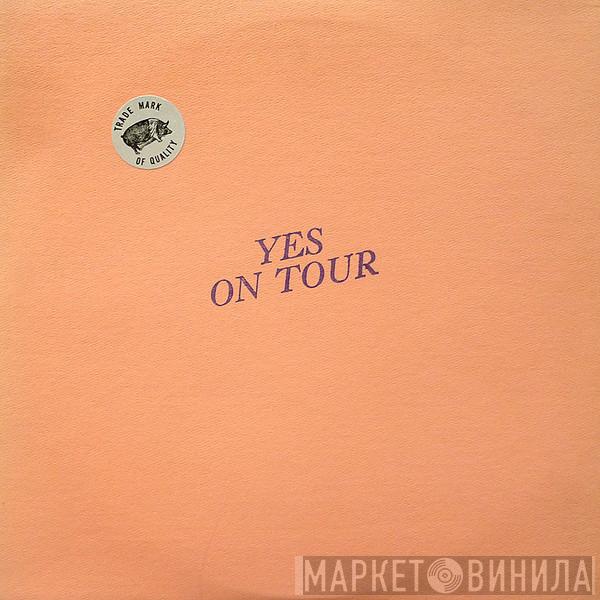 TRADE MARK
OF QUALITY
YES
ON TOUR
МАРКЕТ ВИНИЛА